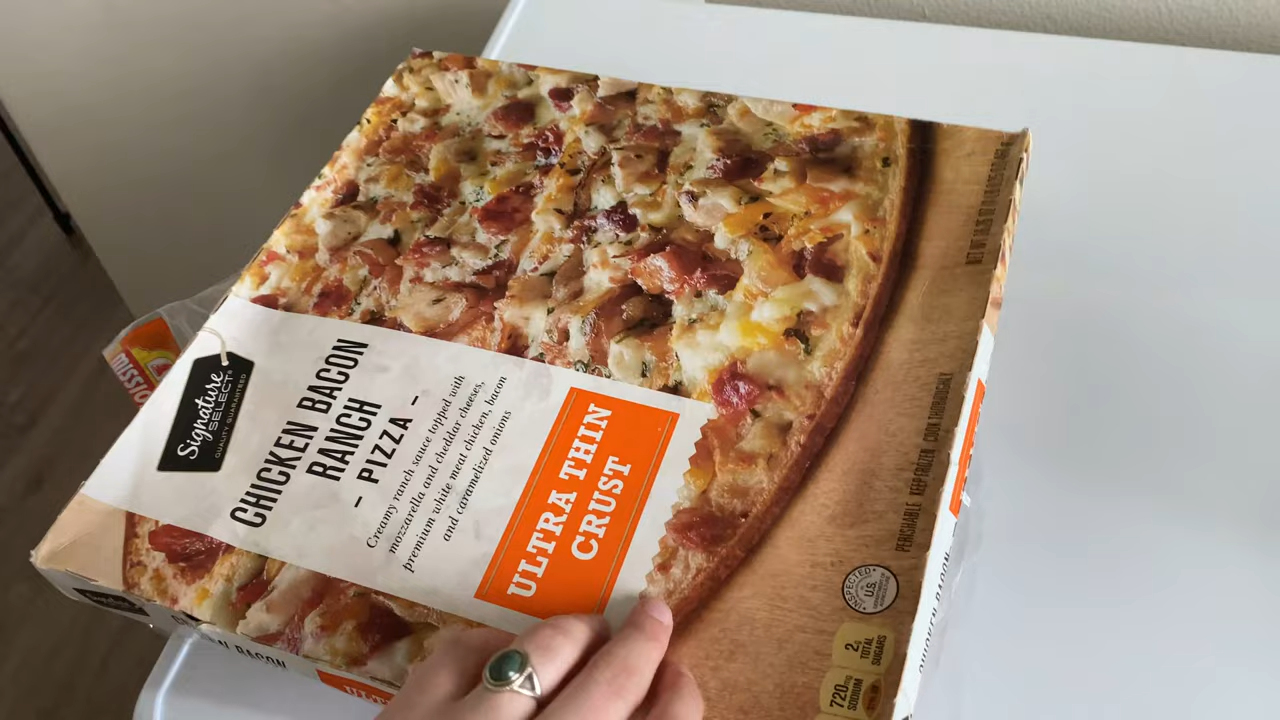 Signature
SELECT®
QUALITY GUARANTEED
CHICKEN BACON
RANCH
- PIZZA -
Creamy ranch sauce topped with
mozzarella and cheddar cheeses,
premium white meat chicken, bacon
and caramelized onions
ULTRA THIN
CRUST
PERISHABLE KEEP FROZEN COOK THOROUGHLY
INSPECTED
U.S.
2g
TOTAL
SUGARS
720mg
SODIUM
MISSION
BACON